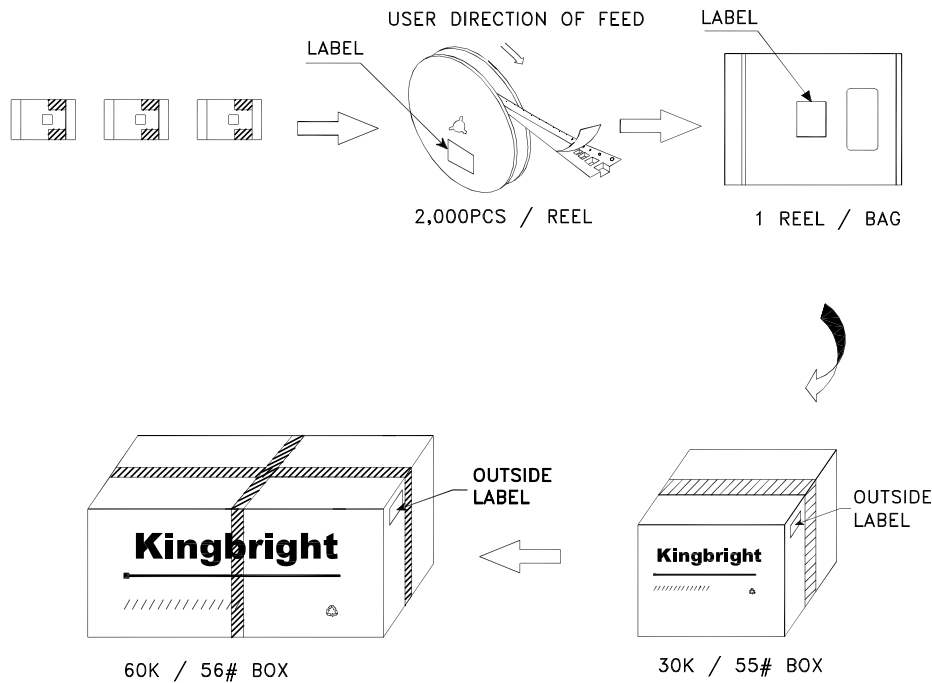 USER DIRECTION OF FEED
LABEL
LABEL
2,000PCS / REEL
1 REEL / BAG
OUTSIDE
LABEL
Kingbright
60K / 56# BOX
OUTSIDE
LABEL
Kingbright
30K / 55# BOX